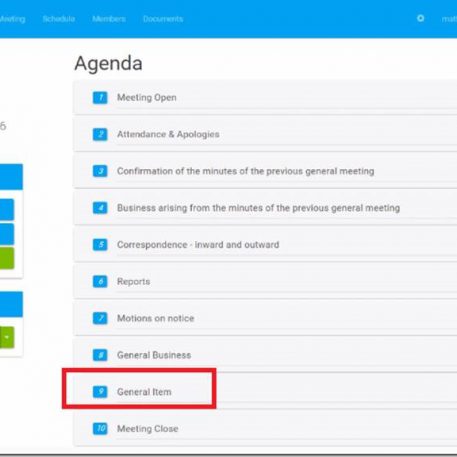 Meeting Schedule Members Documents
Agenda
6
1 Meeting Open
2 Attendance & Apologies
3 Confirmation of the minutes of the previous general meeting
4 Business arising from the minutes of the previous general meeting
5 Correspondence - inward and outward
6 Reports
7 Motions on notice
8 General Business
9 General Item
10 Meeting Close